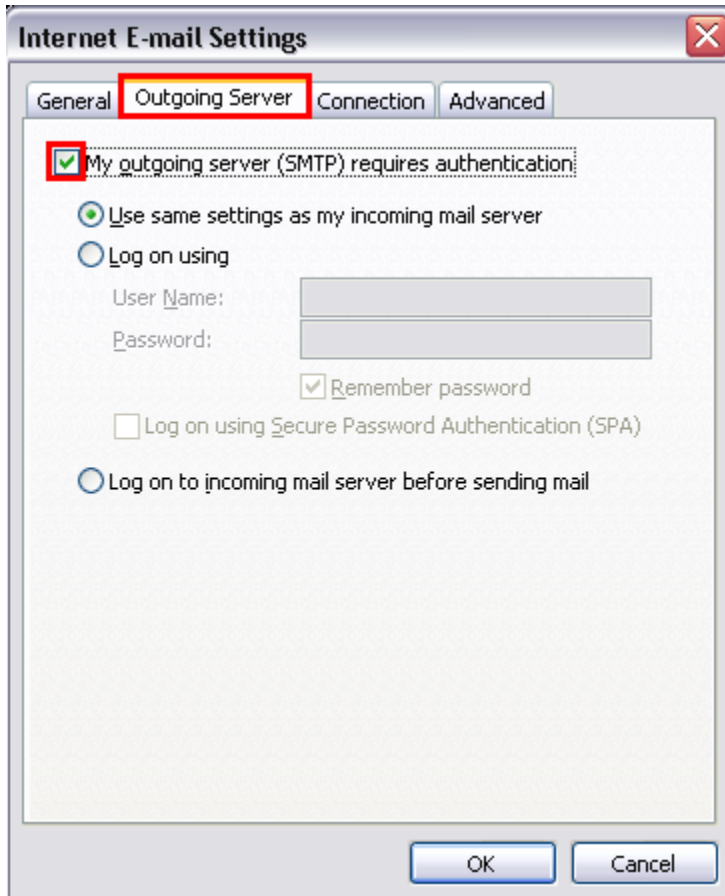 Internet E-mail Settings
General Outgoing Server Connection Advanced
My outgoing server (SMTP) requires authentication
Use same settings as my incoming mail server
Log on using
User Name:
Password:
Remember password
Log on using Secure Password Authentication (SPA)
Log on to incoming mail server before sending mail
OK Cancel